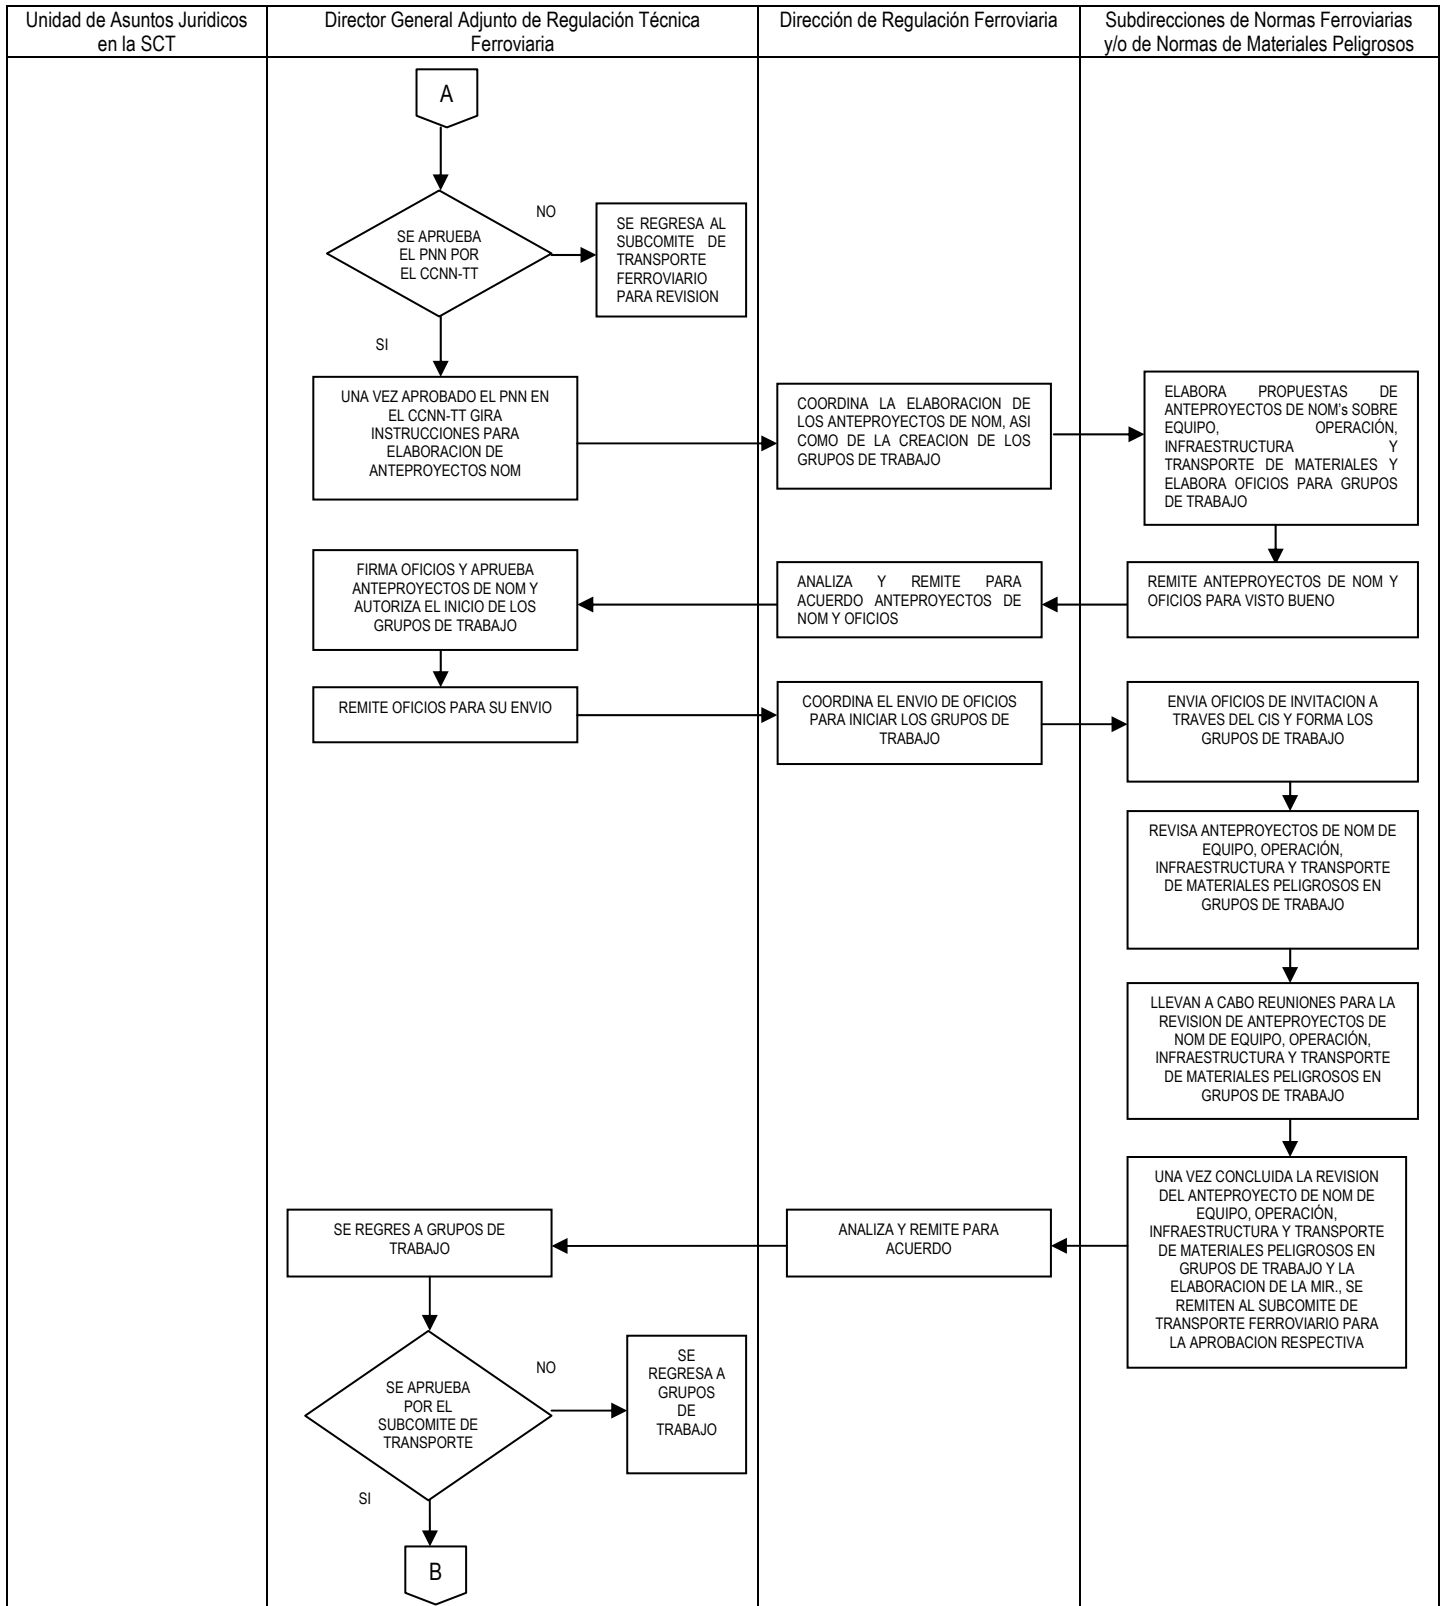 Unidad de Asuntos Juridicos
en la SCT
Director General Adjunto de Regulación Técnica
Ferroviaria
Dirección de Regulación Ferroviaria
Subdirecciones de Normas Ferroviarias
y/o de Normas de Materiales Peligrosos
A
SE APRUEBA
EL PNN POR
EL CCNN-TT
NO
SE REGRESA AL
SUBCOMITE DE
TRANSPORTE
FERROVIARIO
PARA REVISION
SI
UNA VEZ APROBADO EL PNN EN
EL CCNN-TT GIRA
INSTRUCCIONES PARA
ELABORACION DE
ANTEPROYECTOS NOM
COORDINA LA ELABORACION DE
LOS ANTEPROYECTOS DE NOM, ASI
COMO DE LA CREACION DE LOS
GRUPOS DE TRABAJO
ELABORA PROPUESTAS DE
ANTEPROYECTOS DE NOM's SOBRE
EQUIPO, OPERACIÓN,
INFRAESTRUCTURA Y
TRANSPORTE DE MATERIALES Y
ELABORA OFICIOS PARA GRUPOS
DE TRABAJO
FIRMA OFICIOS Y APRUEBA
ANTEPROYECTOS DE NOM Y
AUTORIZA EL INICIO DE LOS
GRUPOS DE TRABAJO
ANALIZA Y REMITE PARA
ACUERDO ANTEPROYECTOS DE
NOM Y OFICIOS
REMITE ANTEPROYECTOS DE NOM Y
OFICIOS PARA VISTO BUENO
REMITE OFICIOS PARA SU ENVIO
COORDINA EL ENVIO DE OFICIOS
PARA INICIAR LOS GRUPOS DE
TRABAJO
ENVIA OFICIOS DE INVITACION A
TRAVES DEL CIS Y FORMA LOS
GRUPOS DE TRABAJO
REVISA ANTEPROYECTOS DE NOM DE
EQUIPO, OPERACIÓN,
INFRAESTRUCTURA Y TRANSPORTE
DE MATERIALES PELIGROSOS EN
GRUPOS DE TRABAJO
LLEVAN A CABO REUNIONES PARA LA
REVISION DE ANTEPROYECTOS DE
NOM DE EQUIPO, OPERACIÓN,
INFRAESTRUCTURA Y TRANSPORTE
DE MATERIALES PELIGROSOS EN
GRUPOS DE TRABAJO
UNA VEZ CONCLUIDA LA REVISION
DEL ANTEPROYECTO DE NOM DE
EQUIPO, OPERACIÓN,
INFRAESTRUCTURA Y TRANSPORTE
DE MATERIALES PELIGROSOS EN
GRUPOS DE TRABAJO Y LA
ELABORACION DE LA MIR., SE
REMITEN AL SUBCOMITE DE
TRANSPORTE FERROVIARIO PARA
LA APROBACION RESPECTIVA
SE REGRES A GRUPOS DE
TRABAJO
ANALIZA Y REMITE PARA
ACUERDO
SE APRUEBA
POR EL
SUBCOMITE DE
TRANSPORTE
NO
SE
REGRESA A
GRUPOS
DE
TRABAJO
SI
B